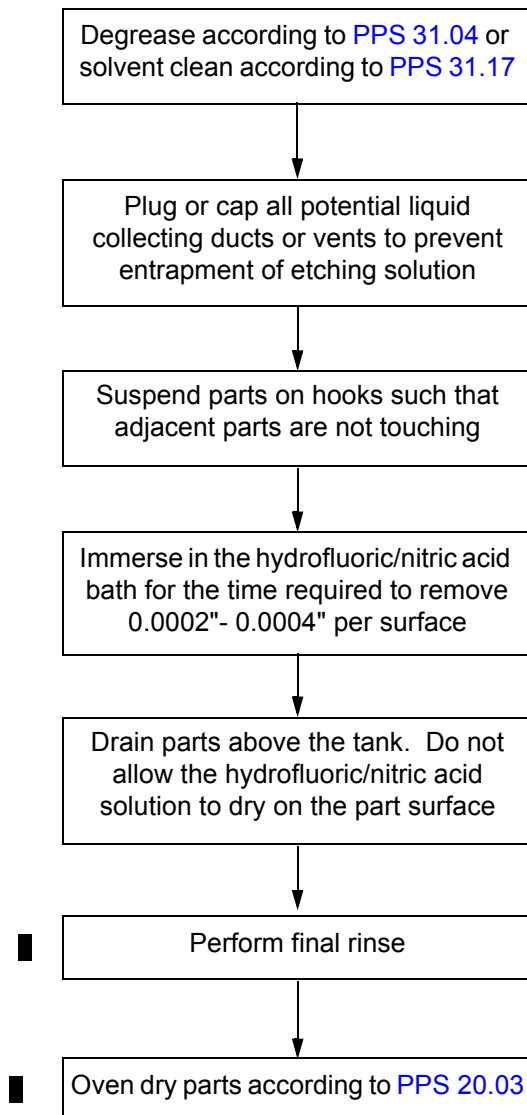 Degrease according to PPS 31.04 or
solvent clean according to PPS 31.17
Plug or cap all potential liquid
collecting ducts or vents to prevent
entrapment of etching solution
Suspend parts on hooks such that
adjacent parts are not touching
Immerse in the hydrofluoric/nitric acid
bath for the time required to remove
0.0002"- 0.0004" per surface
Drain parts above the tank.  Do not
allow the hydrofluoric/nitric acid
solution to dry on the part surface
Perform final rinse
Oven dry parts according to PPS 20.03